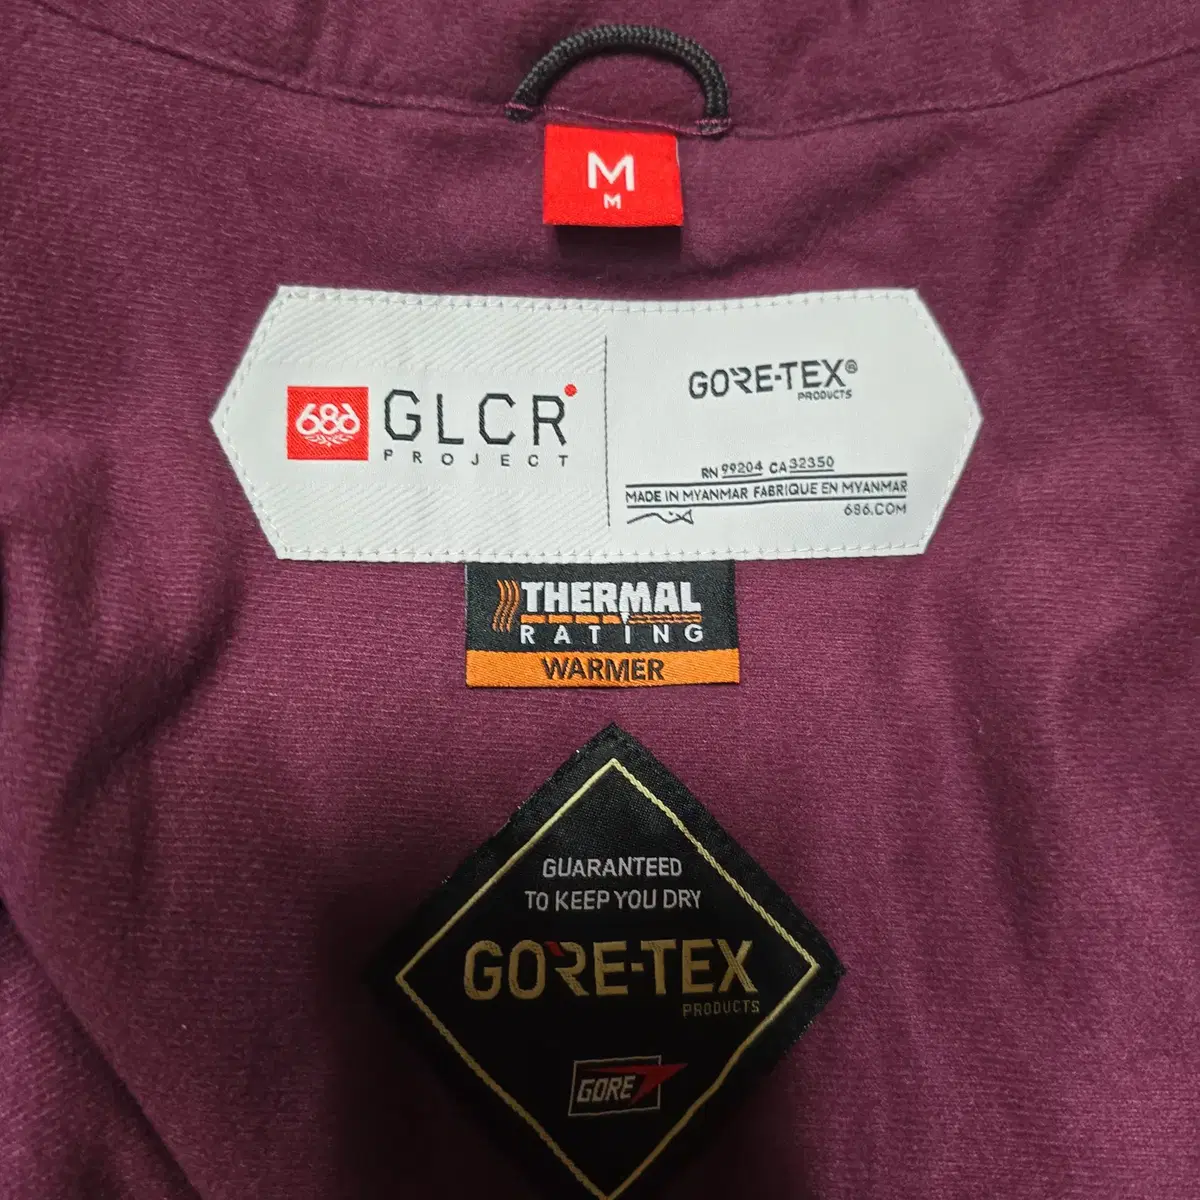 M
M
686 GLCR
PROJECT
GORE-TEX®
PRODUCTS
RN 99204 CA 32350
MADE IN MYANMAR FABRIQUE EN MYANMAR
686.COM
THERMAL
RATING
WARMER
GUARANTEED
TO KEEP YOU DRY
GORE-TEX
PRODUCTS
GORE